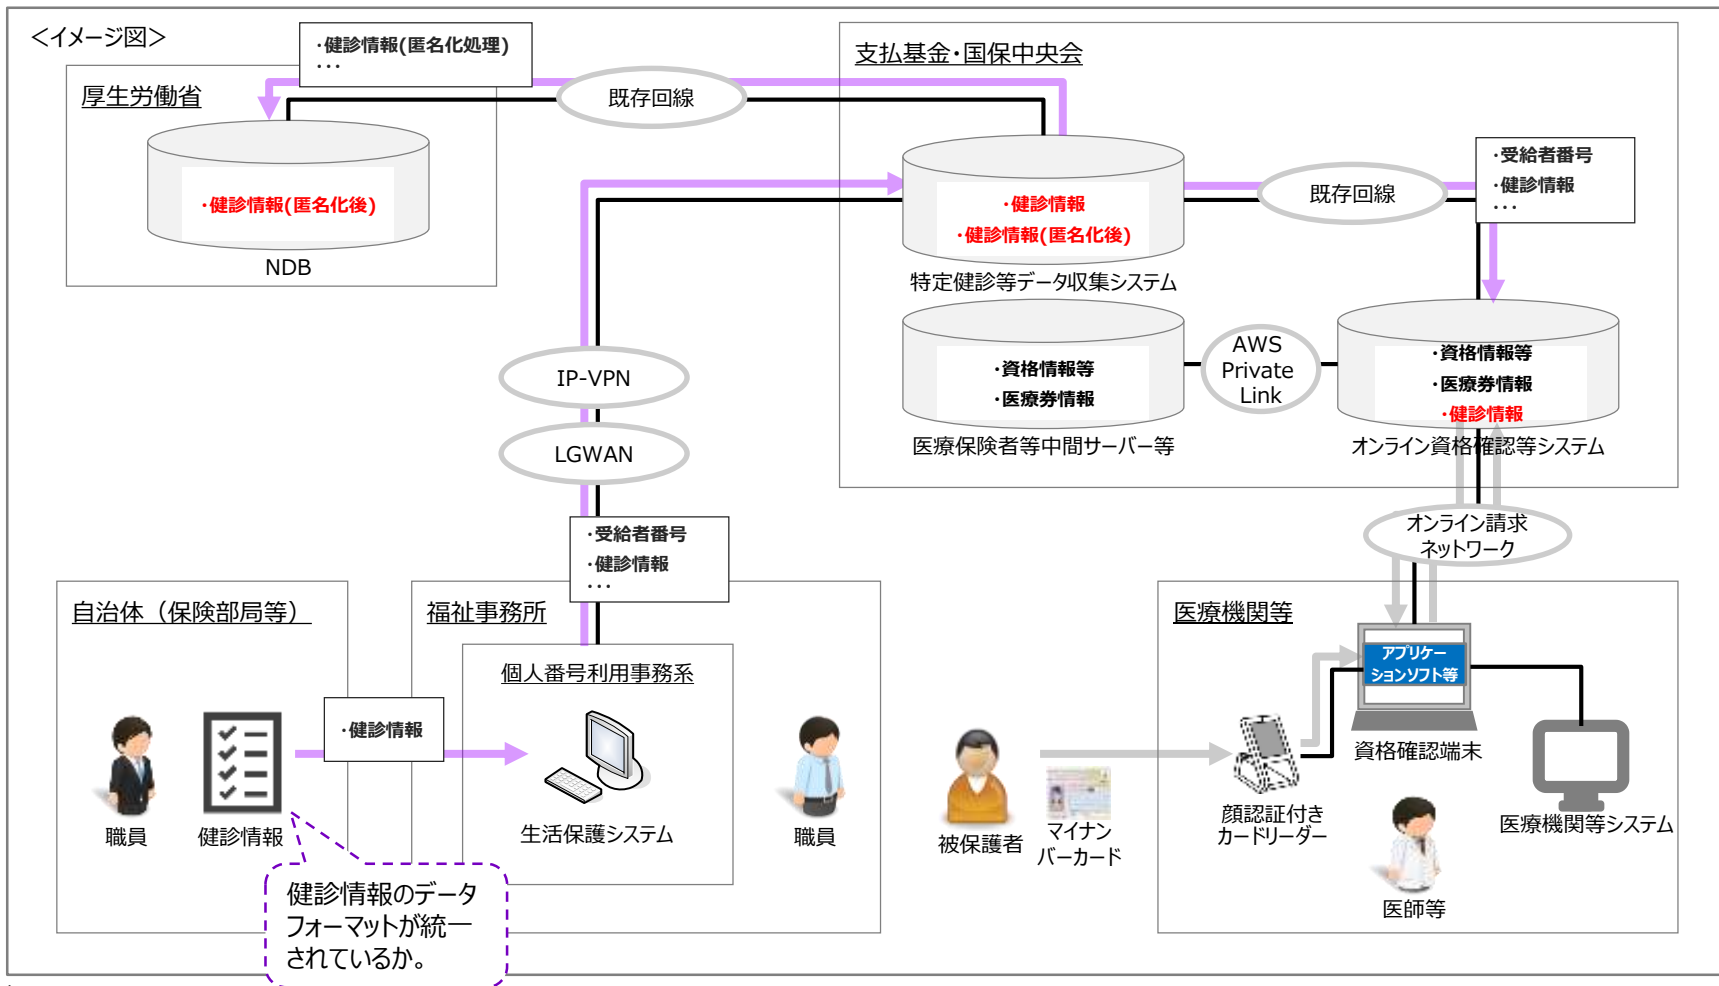 ＜イメージ図＞
・健診情報(匿名化処理)
・・・
厚生労働省
既存回線
・健診情報(匿名化後)
NDB
支払基金・国保中央会
・健診情報
・健診情報(匿名化後)
特定健診等データ収集システム
既存回線
・受給者番号
・健診情報
・・・
・資格情報等
・医療券情報
医療保険者等中間サーバー等
AWS
Private
Link
・資格情報等
・医療券情報
・健診情報
オンライン資格確認等システム
IP-VPN
LGWAN
・受給者番号
・健診情報
・・・
オンライン請求
ネットワーク
自治体（保険部局等）
職員
健診情報
・健診情報
福祉事務所
個人番号利用事務系
生活保護システム
職員
健診情報のデータ
フォーマットが統一
されているか。
被保護者
マイナン
バーカード
医療機関等
アプリケー
ションソフト等
資格確認端末
顔認証付き
カードリーダー
医師等
医療機関等システム